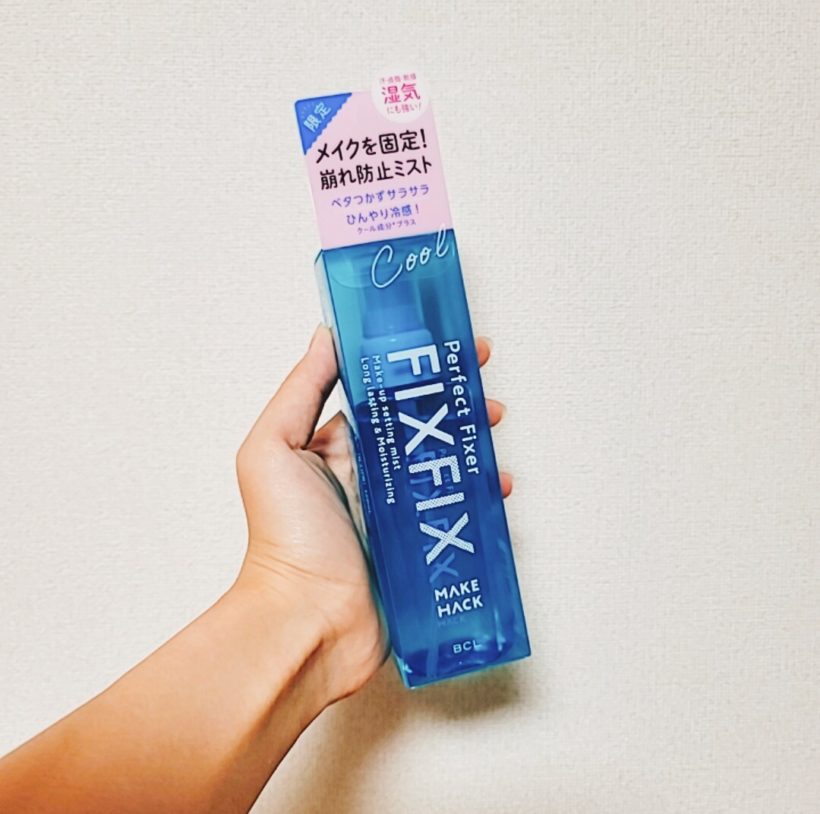 限定
汗・皮脂・乾燥
湿気
にも強い!
メイクを固定!
崩れ防止ミスト
ベタつかずサラサラ
ひんやり冷感!
クール成分*プラス
Cool
Perfect Fixer
FIXFIX
Make-up setting mist
Long lasting & Moisturizing
MAKE
HACK
BCL